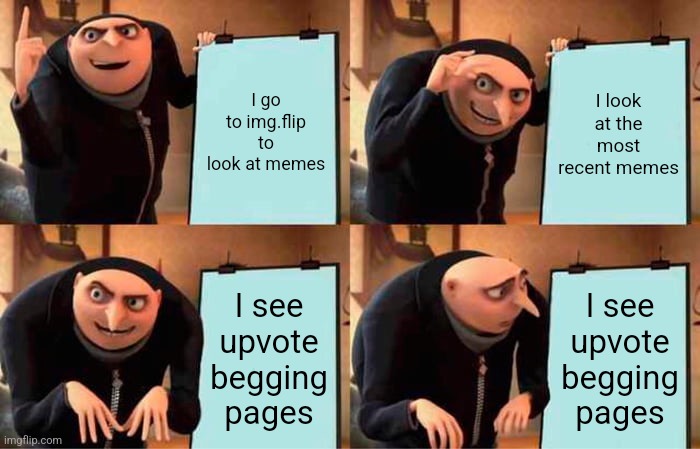 I go
to img.flip
to
look at memes
I look
at the
most
recent memes
I see
upvote
begging
pages
I see
upvote
begging
pages
imgflip.com